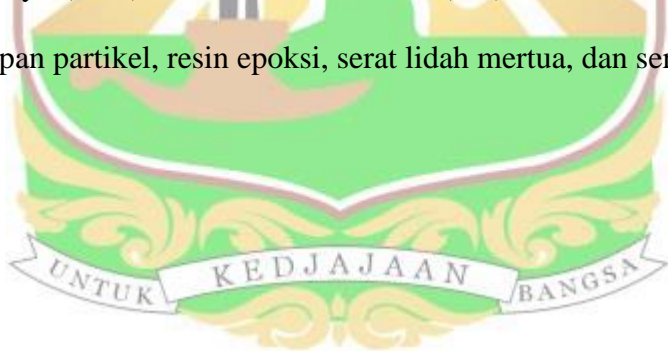 pan partikel, resin epoksi, serat lidah mertua, dan ser
UNTUK KEDJAJAAN BANGSA